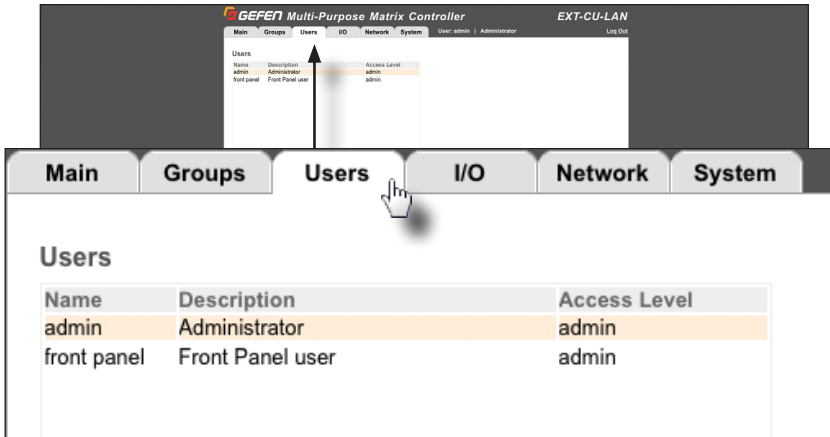 GEFEN Multi-Purpose Matrix Controller EXT-CU-LAN
Main Groups Users I/O Network System User: admin | Administrator Log Out
Users
Name Description Access Level
admin Administrator admin
front panel Front Panel user admin
Main Groups Users I/O Network System
Users
Name Description Access Level
admin Administrator admin
front panel Front Panel user admin